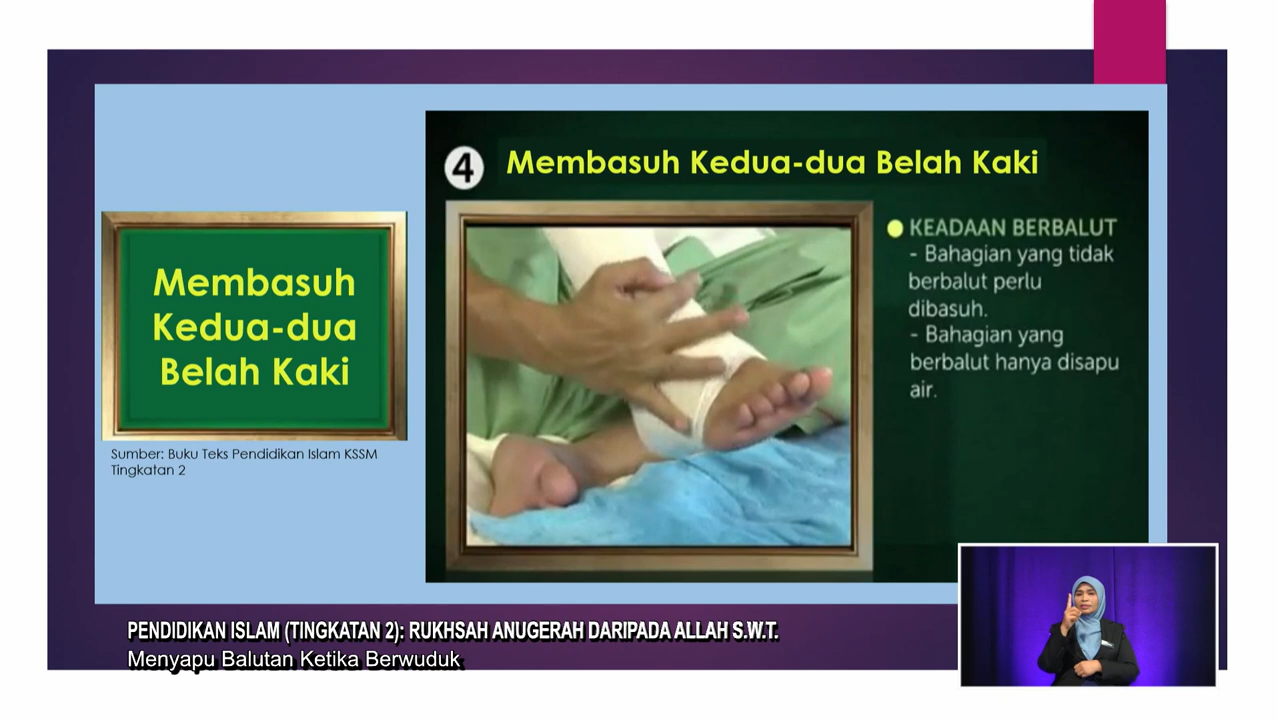 4 Membasuh Kedua-dua Belah Kaki
Membasuh
Kedua-dua
Belah Kaki
Sumber: Buku Teks Pendidikan Islam KSSM
Tingkatan 2
KEADAAN BERBALUT
- Bahagian yang tidak
berbalut perlu
dibasuh.
- Bahagian yang
berbalut hanya disapu
air.
PENDIDIKAN ISLAM (TINGKATAN 2): RUKHSAH ANUGERAH DARIPADA ALLAH S.W.T.
Menyapu Balutan Ketika Berwuduk